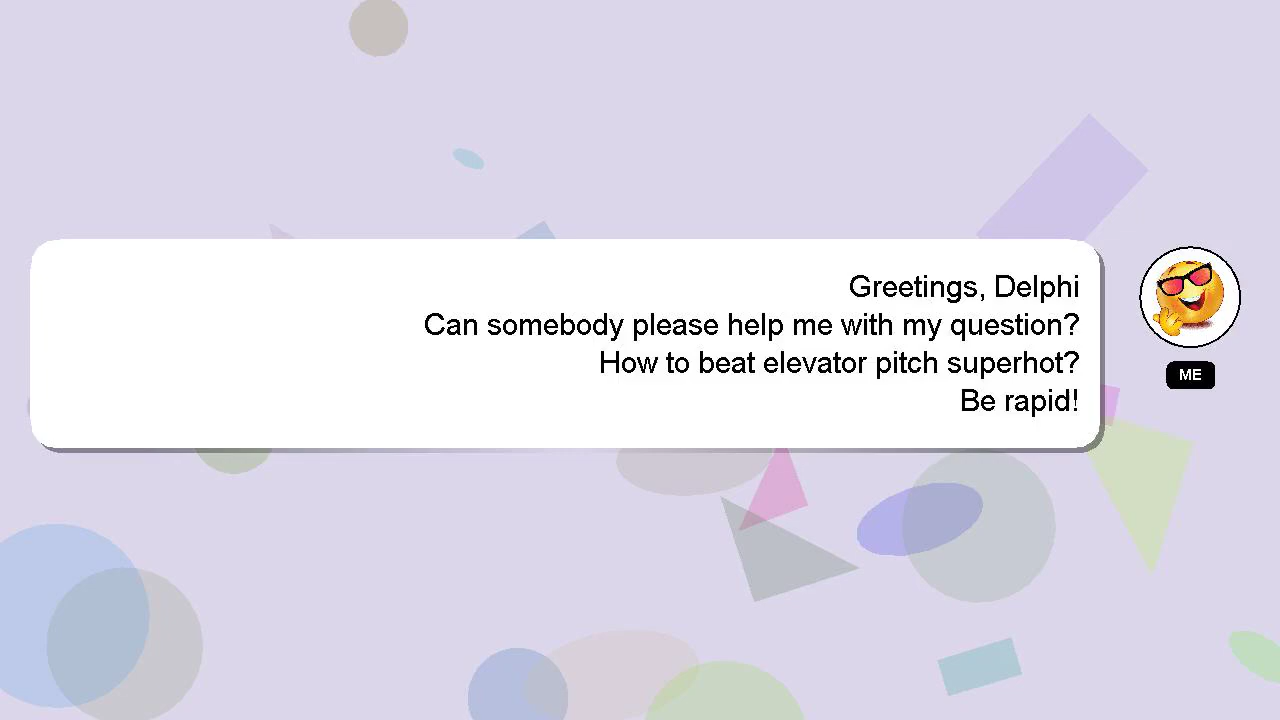 Greetings, Delphi
Can somebody please help me with my question?
How to beat elevator pitch superhot?
Be rapid!
ME